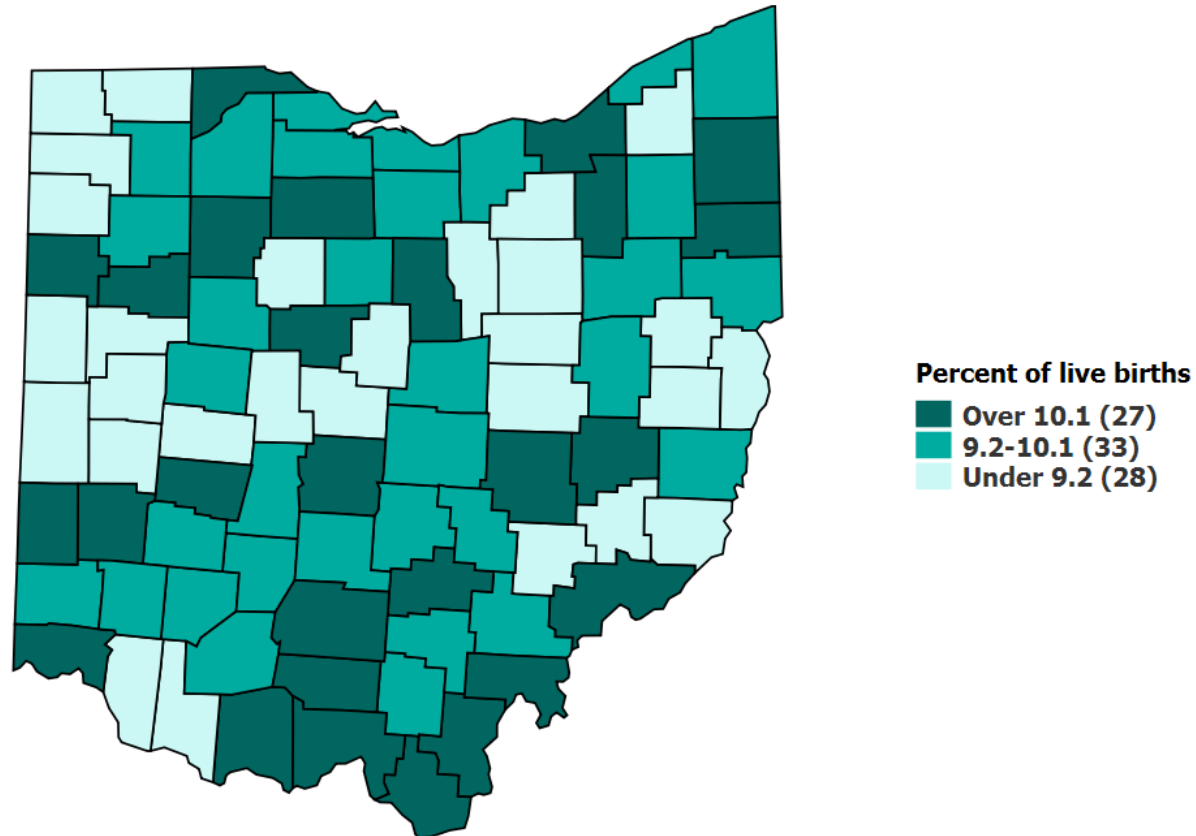 Percent of live births
Over 10.1 (27)
9.2-10.1 (33)
Under 9.2 (28)